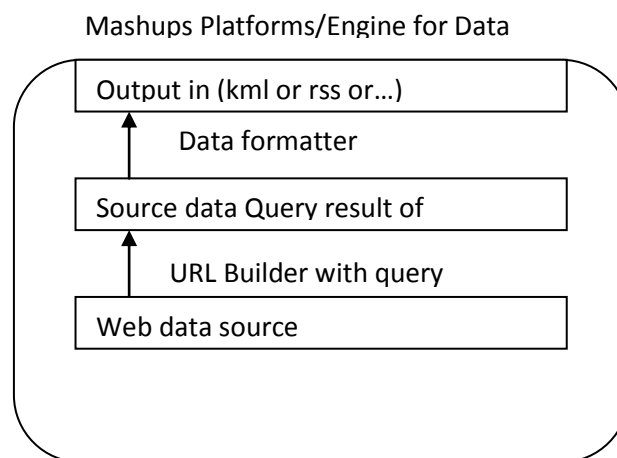 Mashups Platforms/Engine for Data
Output in (kml or rss or…)
Data formatter
Source data Query result of
URL Builder with query
Web data source